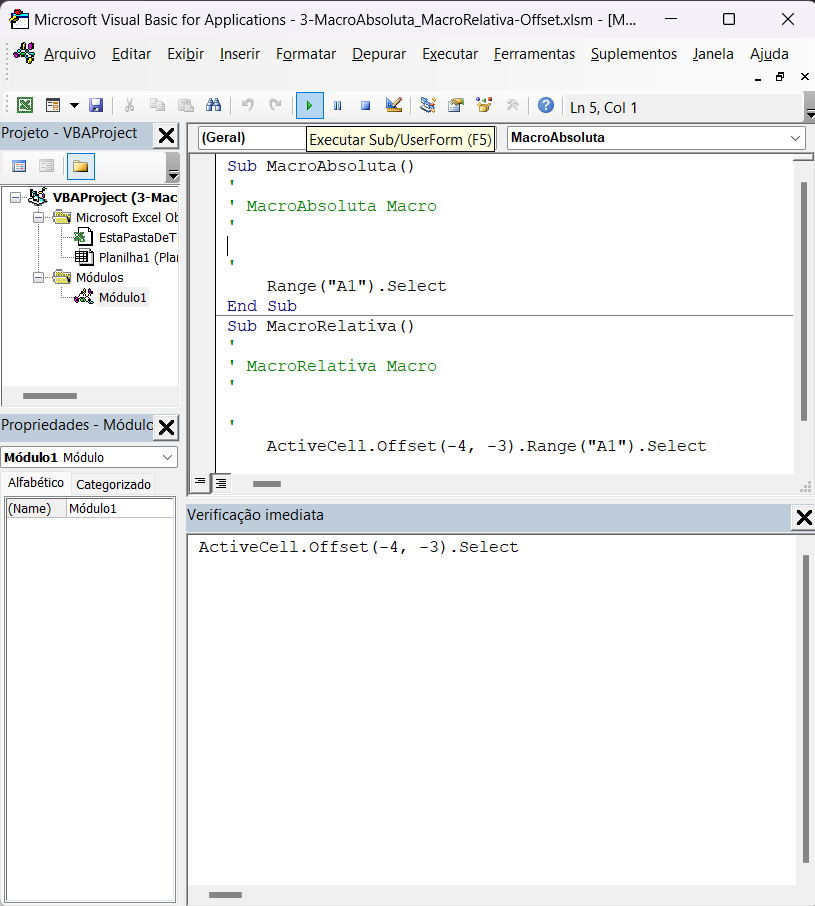 Microsoft Visual Basic for Applications - 3-MacroAbsoluta_MacroRelativa-Offset.xlsm - [M...
Arquivo Editar Exibir Inserir Formatar Depurar Executar Ferramentas Suplementos Janela Ajuda
Ln 5, Col 1
Projeto - VBAProject
(Geral)
MacroAbsoluta
Executar Sub/UserForm (F5)
VBAProject (3-Mac
Microsoft Excel Ob
EstaPastaDeT
Planilha1 (Plan
Módulos
Módulo1
Sub MacroAbsoluta()
'
' MacroAbsoluta Macro
'
'
Range("A1").Select
End Sub
Sub MacroRelativa()
'
' MacroRelativa Macro
'
'
ActiveCell.Offset(-4, -3).Range("A1").Select
Propriedades - Módulo
Módulo1 Módulo
Alfabético Categorizado
(Name) Módulo1
Verificação imediata
ActiveCell.Offset(-4, -3).Select